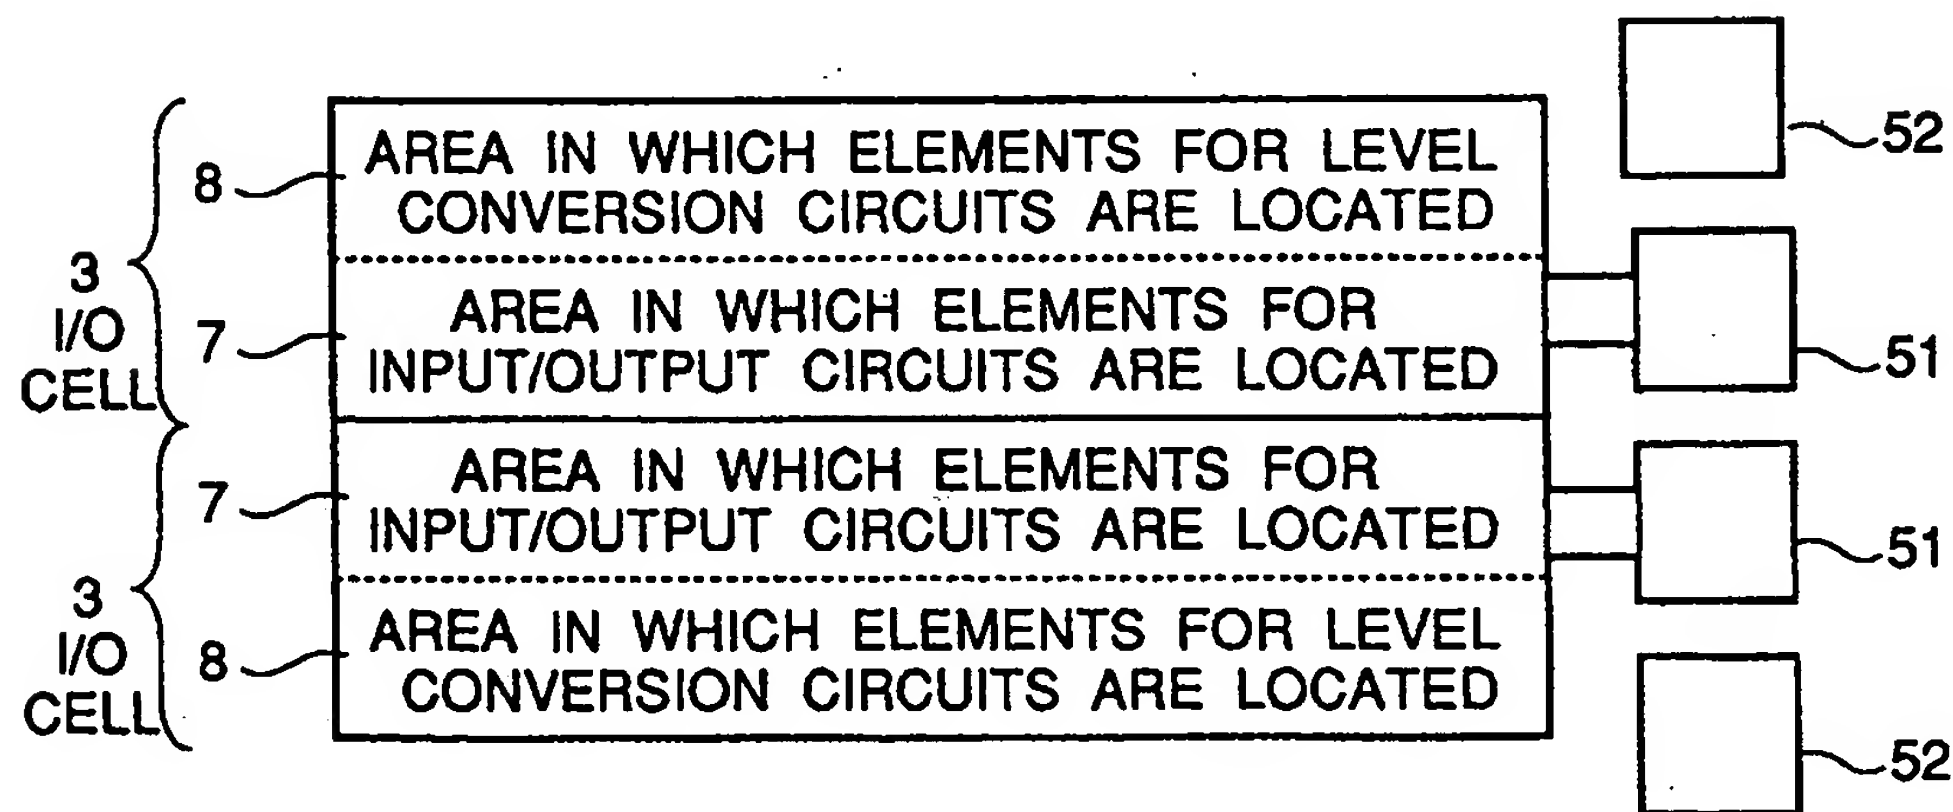 52
8
AREA IN WHICH ELEMENTS FOR LEVEL
CONVERSION CIRCUITS ARE LOCATED
3
I/O
CELL
7
AREA IN WHICH ELEMENTS FOR
INPUT/OUTPUT CIRCUITS ARE LOCATED
51
7
AREA IN WHICH ELEMENTS FOR
INPUT/OUTPUT CIRCUITS ARE LOCATED
51
3
I/O
CELL
8
AREA IN WHICH ELEMENTS FOR LEVEL
CONVERSION CIRCUITS ARE LOCATED
52